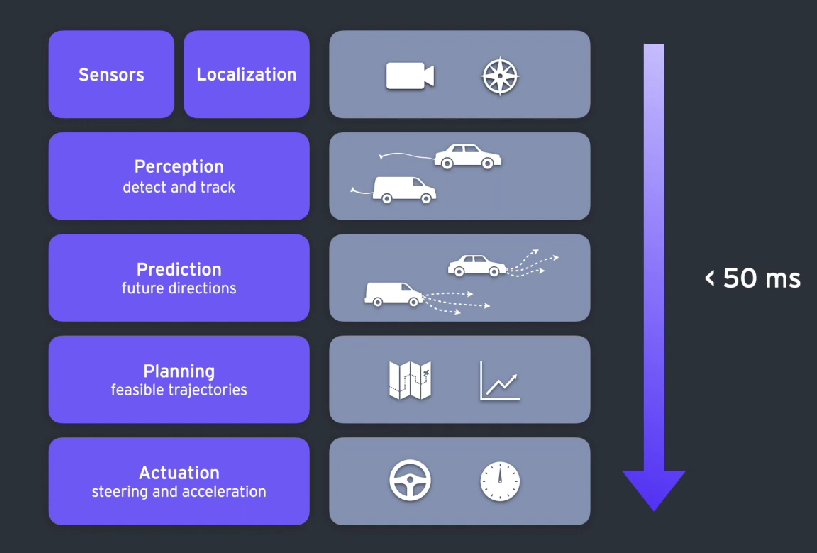 Sensors
Localization
Perception
detect and track
Prediction
future directions
< 50 ms
Planning
feasible trajectories
Actuation
steering and acceleration